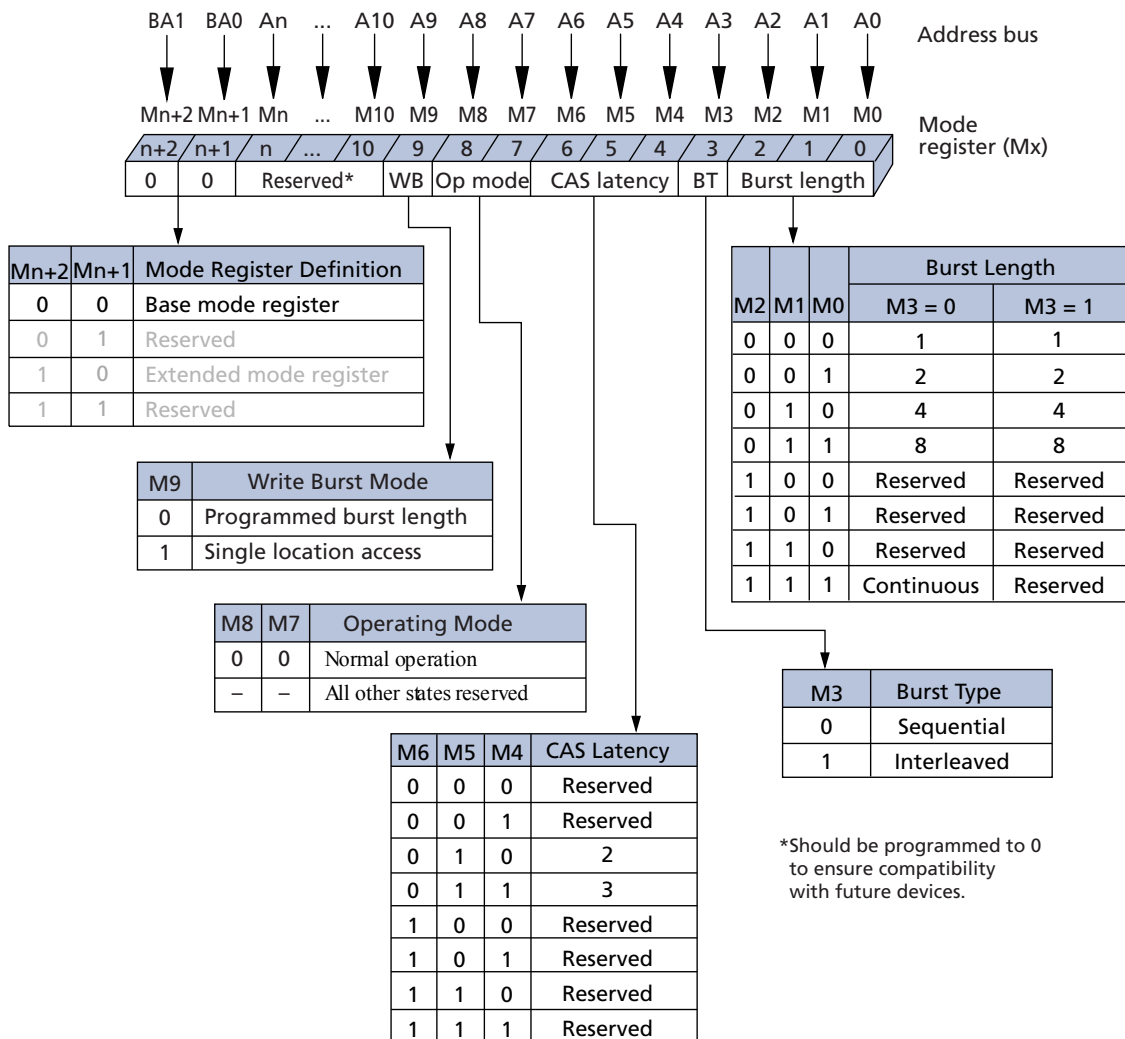 BA1 BA0 An ... A10 A9 A8 A7 A6 A5 A4 A3 A2 A1 A0 Address bus
Mn+2 Mn+1 Mn ... M10 M9 M8 M7 M6 M5 M4 M3 M2 M1 M0 Mode register (Mx)
n+2 n+1 n ... 10 9 8 7 6 5 4 3 2 1 0
0 0 Reserved* WB Op mode CAS latency BT Burst length
Mn+2 Mn+1 Mode Register Definition
0 0 Base mode register
0 1 Reserved
1 0 Extended mode register
1 1 Reserved
Burst Length
M2 M1 M0 M3 = 0 M3 = 1
0 0 0 1 1
0 0 1 2 2
0 1 0 4 4
0 1 1 8 8
1 0 0 Reserved Reserved
1 0 1 Reserved Reserved
1 1 0 Reserved Reserved
1 1 1 Continuous Reserved
M9 Write Burst Mode
0 Programmed burst length
1 Single location access
M8 M7 Operating Mode
0 0 Normal operation
– – All other states reserved
M3 Burst Type
0 Sequential
1 Interleaved
M6 M5 M4 CAS Latency
0 0 0 Reserved
0 0 1 Reserved
0 1 0 2
0 1 1 3
1 0 0 Reserved
1 0 1 Reserved
1 1 0 Reserved
1 1 1 Reserved
*Should be programmed to 0
to ensure compatibility
with future devices.